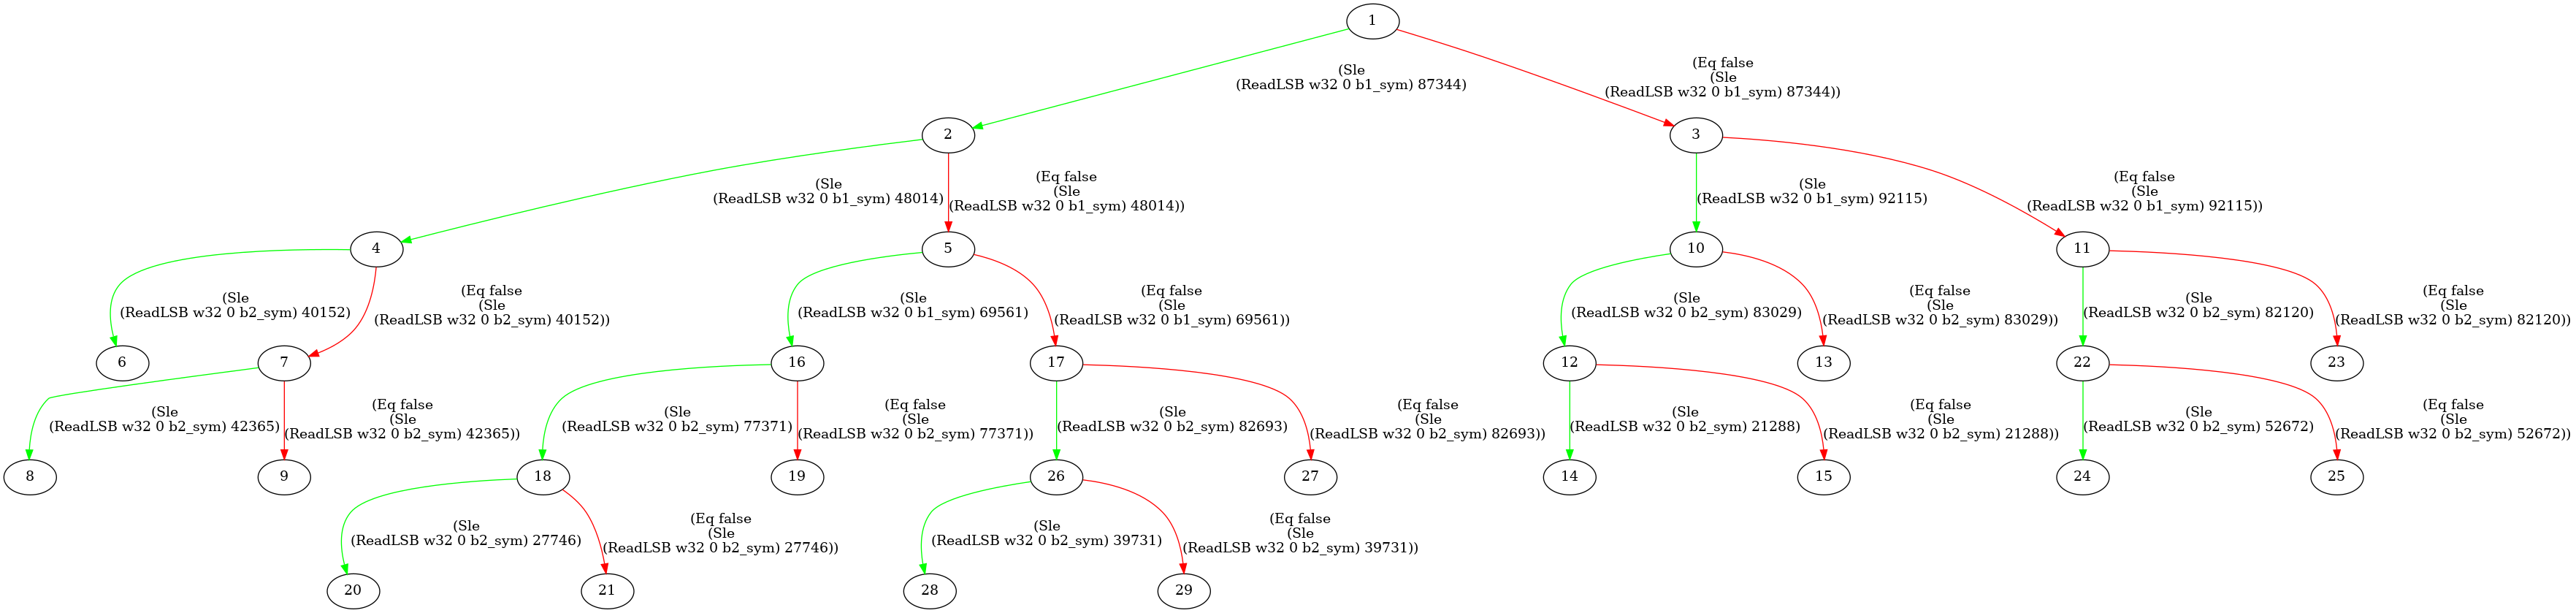 1
(Sle
(ReadLSB w32 0 b1_sym) 87344)
(Eq false
(Sle
(ReadLSB w32 0 b1_sym) 87344))
2
3
(Sle
(ReadLSB w32 0 b1_sym) 48014)
(Eq false
(Sle
(ReadLSB w32 0 b1_sym) 48014))
(Sle
(ReadLSB w32 0 b1_sym) 92115)
(Eq false
(Sle
(ReadLSB w32 0 b1_sym) 92115))
4
5
10
11
(Sle
(ReadLSB w32 0 b2_sym) 40152)
(Eq false
(Sle
(ReadLSB w32 0 b2_sym) 40152))
(Sle
(ReadLSB w32 0 b1_sym) 69561)
(Eq false
(Sle
(ReadLSB w32 0 b1_sym) 69561))
(Sle
(ReadLSB w32 0 b2_sym) 83029)
(Eq false
(Sle
(ReadLSB w32 0 b2_sym) 83029))
(Sle
(ReadLSB w32 0 b2_sym) 82120)
(Eq false
(Sle
(ReadLSB w32 0 b2_sym) 82120))
6
7
16
17
12
13
22
23
(Sle
(ReadLSB w32 0 b2_sym) 42365)
(Eq false
(Sle
(ReadLSB w32 0 b2_sym) 42365))
(Sle
(ReadLSB w32 0 b2_sym) 77371)
(Eq false
(Sle
(ReadLSB w32 0 b2_sym) 77371))
(Sle
(ReadLSB w32 0 b2_sym) 82693)
(Eq false
(Sle
(ReadLSB w32 0 b2_sym) 82693))
(Sle
(ReadLSB w32 0 b2_sym) 21288)
(Eq false
(Sle
(ReadLSB w32 0 b2_sym) 21288))
(Sle
(ReadLSB w32 0 b2_sym) 52672)
(Eq false
(Sle
(ReadLSB w32 0 b2_sym) 52672))
8
9
18
19
26
27
14
15
24
25
(Sle
(ReadLSB w32 0 b2_sym) 27746)
(Eq false
(Sle
(ReadLSB w32 0 b2_sym) 27746))
(Sle
(ReadLSB w32 0 b2_sym) 39731)
(Eq false
(Sle
(ReadLSB w32 0 b2_sym) 39731))
20
21
28
29